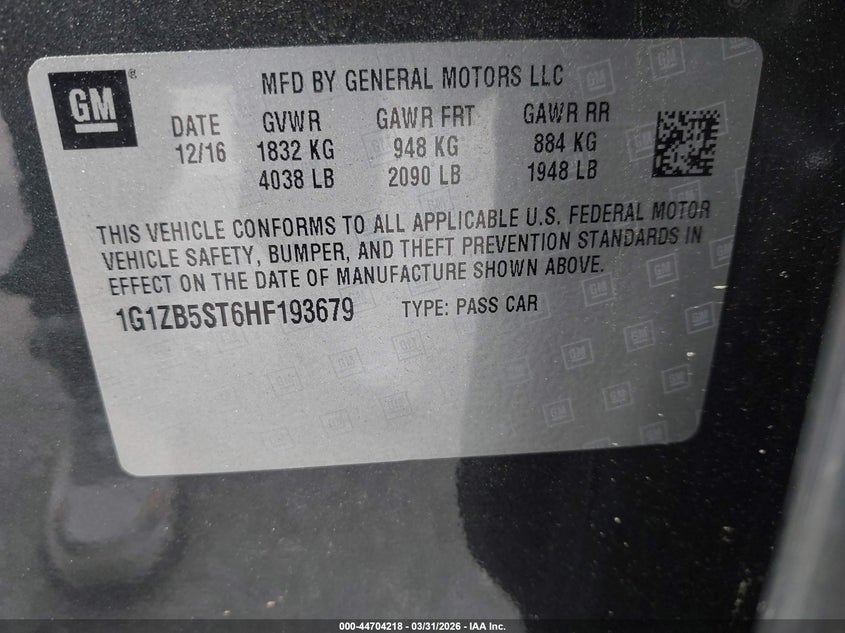 GM
®
MFD BY GENERAL MOTORS LLC
DATE GVWR GAWR FRT GAWR RR
12/16 1832 KG 948 KG 884 KG
4038 LB 2090 LB 1948 LB
THIS VEHICLE CONFORMS TO ALL APPLICABLE U.S. FEDERAL MOTOR
VEHICLE SAFETY, BUMPER, AND THEFT PREVENTION STANDARDS IN
EFFECT ON THE DATE OF MANUFACTURE SHOWN ABOVE.
1G1ZB5ST6HF193679 TYPE: PASS CAR
000-44704218 - 03/31/2026 - IAA Inc.